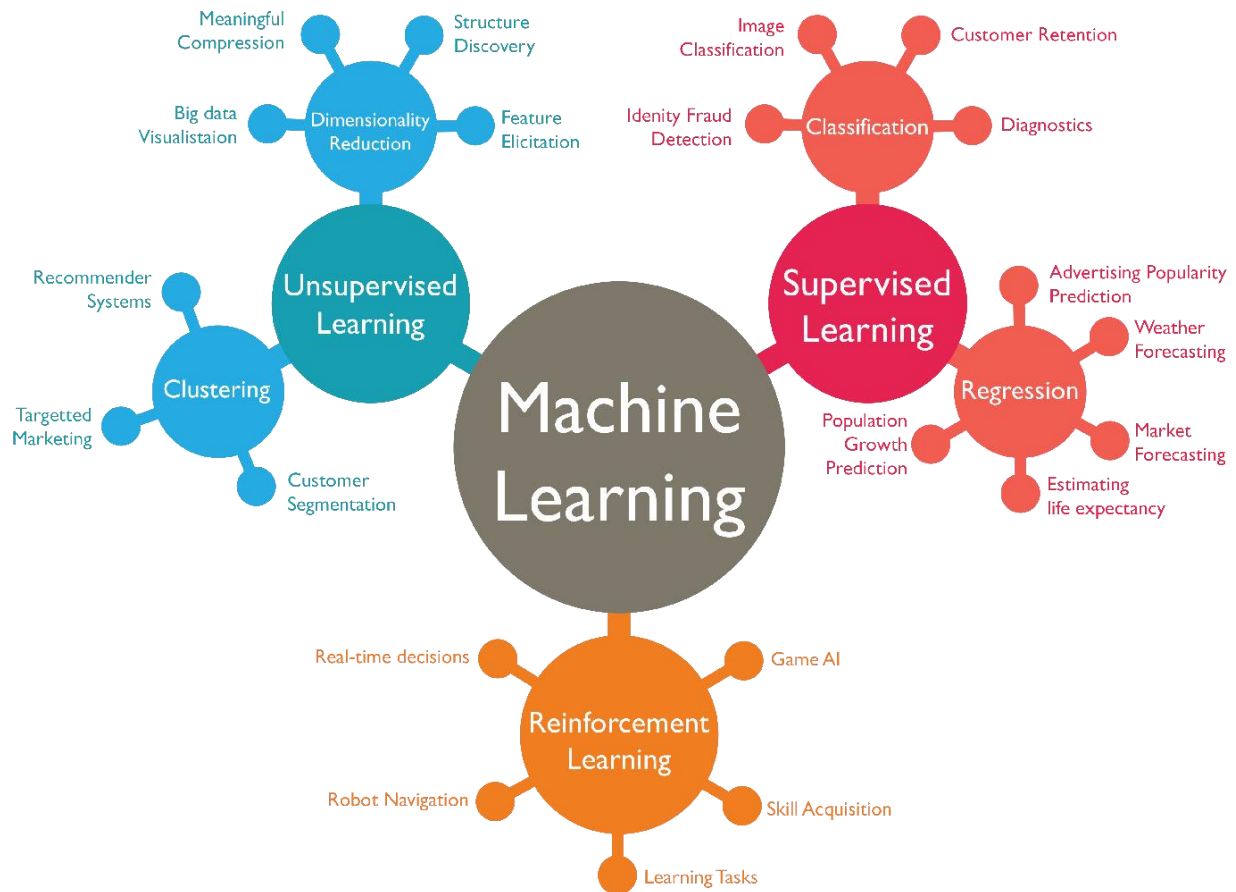 Meaningful
Compression
Structure
Discovery
Big data
Visualistaion
Dimensionality
Reduction
Feature
Elicitation
Unsupervised
Learning
Recommender
Systems
Clustering
Targetted
Marketing
Customer
Segmentation
Machine
Learning
Image
Classification
Customer Retention
Idenity Fraud
Detection
Classification
Diagnostics
Supervised
Learning
Advertising Popularity
Prediction
Weather
Forecasting
Regression
Population
Growth
Prediction
Market
Forecasting
Estimating
life expectancy
Real-time decisions
Game AI
Reinforcement
Learning
Robot Navigation
Skill Acquisition
Learning Tasks